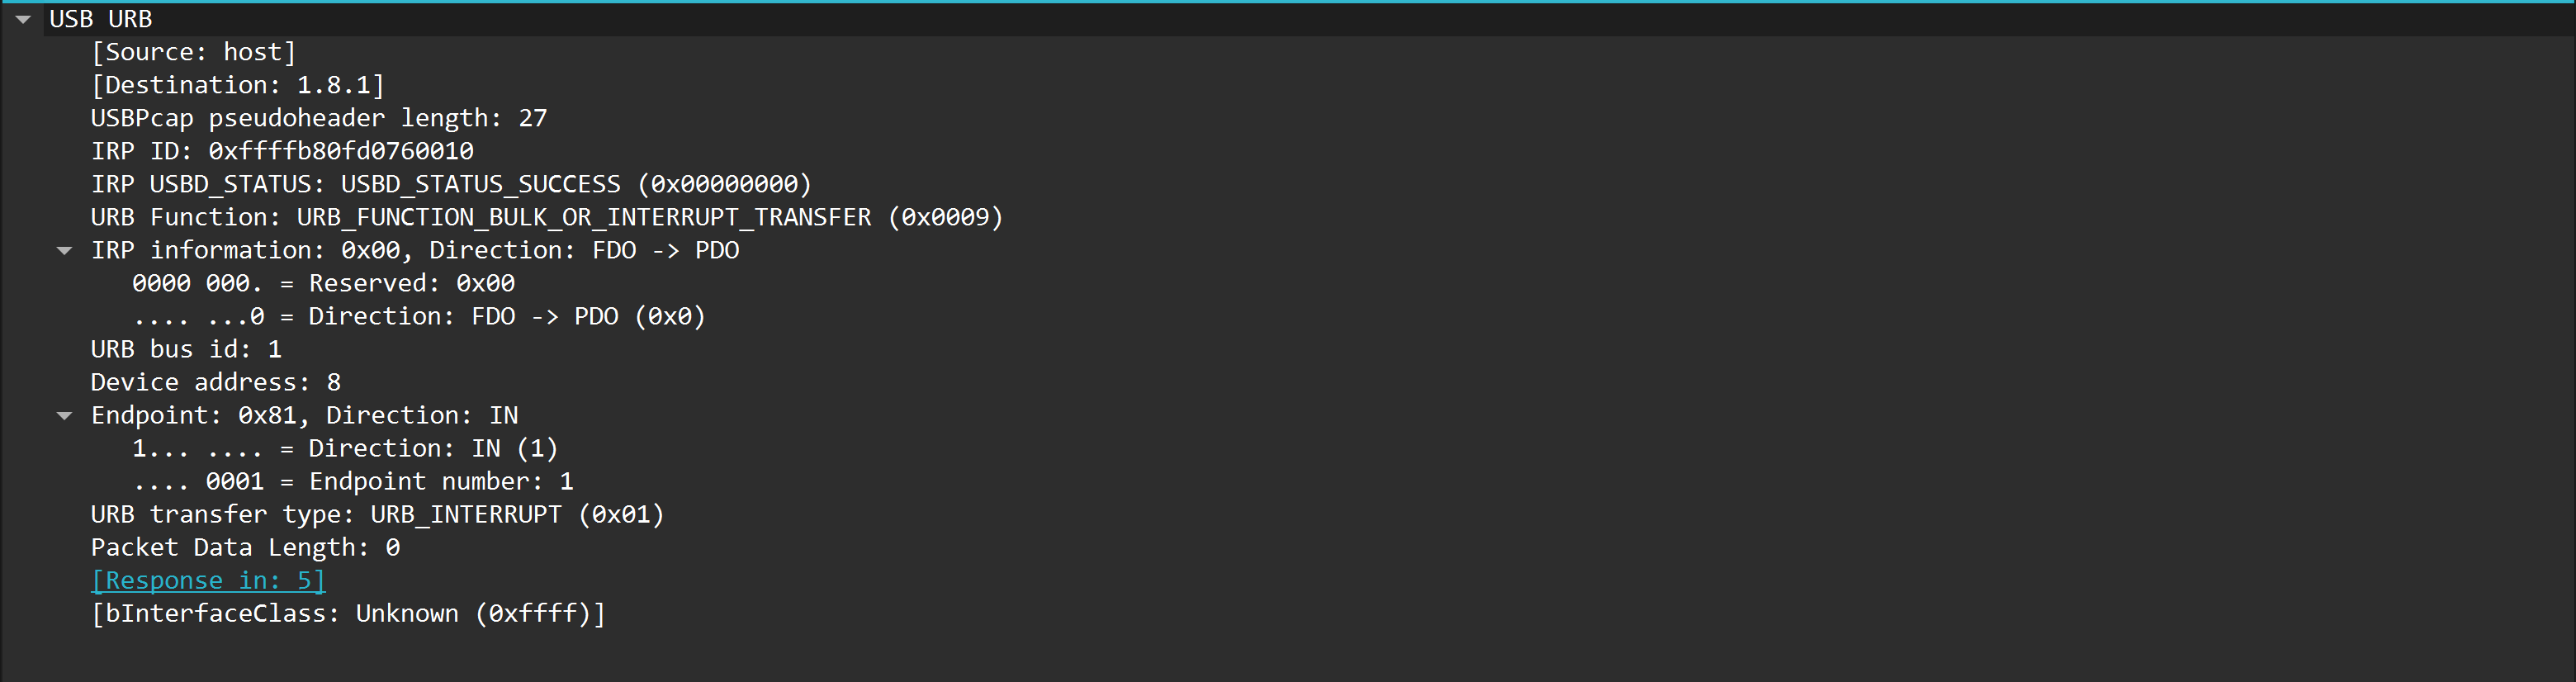 USB URB
[Source: host]
[Destination: 1.8.1]
USBPcap pseudoheader length: 27
IRP ID: 0xffffb80fd0760010
IRP USBD_STATUS: USBD_STATUS_SUCCESS (0x00000000)
URB Function: URB_FUNCTION_BULK_OR_INTERRUPT_TRANSFER (0x0009)
IRP information: 0x00, Direction: FDO -> PDO
0000 000. = Reserved: 0x00
.... ...0 = Direction: FDO -> PDO (0x0)
URB bus id: 1
Device address: 8
Endpoint: 0x81, Direction: IN
1... .... = Direction: IN (1)
.... 0001 = Endpoint number: 1
URB transfer type: URB_INTERRUPT (0x01)
Packet Data Length: 0
[Response in: 5]
[bInterfaceClass: Unknown (0xffff)]